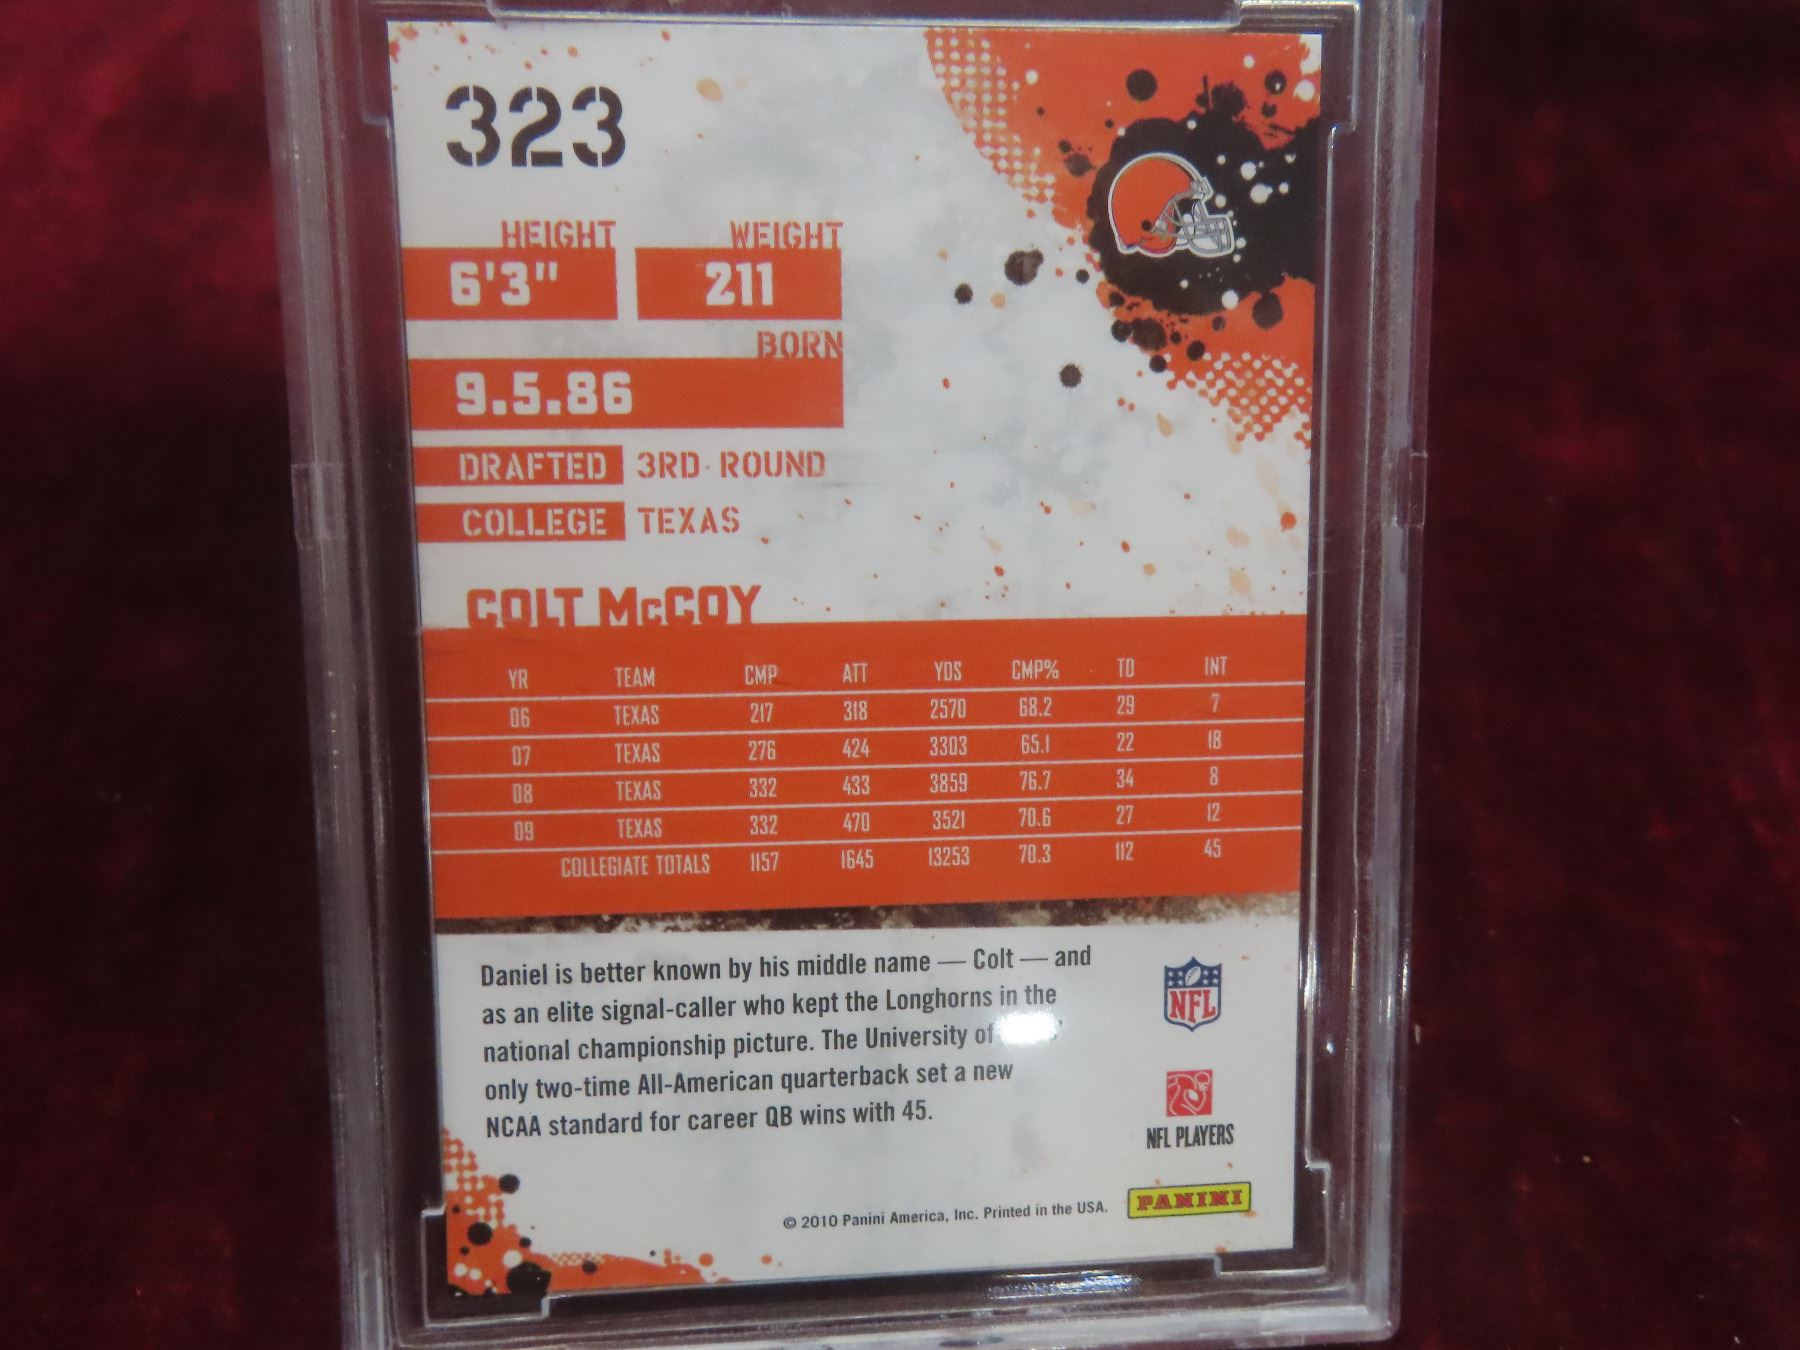 323
HEIGHT WEIGHT
6'3" 211
BORN
9.5.86
DRAFTED 3RD ROUND
COLLEGE TEXAS
COLT McCOY
YR TEAM CMP ATT YDS CMP% TD INT
06 TEXAS 217 318 2570 68.2 29 7
07 TEXAS 276 424 3303 65.1 22 18
08 TEXAS 332 433 3859 76.7 34 8
09 TEXAS 332 470 3521 70.6 27 12
COLLEGIATE TOTALS 1157 1645 13253 70.3 112 45
Daniel is better known by his middle name — Colt — and
as an elite signal-caller who kept the Longhorns in the
national championship picture. The University of
only two-time All-American quarterback set a new
NCAA standard for career QB wins with 45.
NFL
NFL PLAYERS
© 2010 Panini America, Inc. Printed in the USA.
PANINI